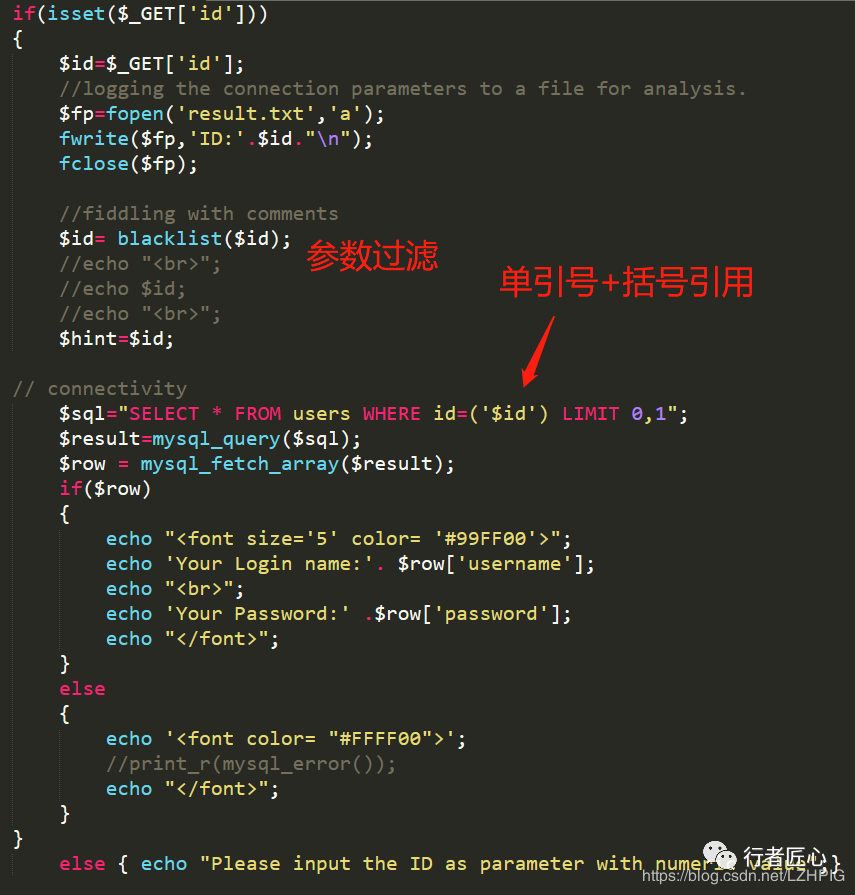 if(isset($_GET['id']))
{
    $id=$_GET['id'];
    //logging the connection parameters to a file for analysis.
    $fp=fopen('result.txt','a');
    fwrite($fp,'ID:'.$id."\n");
    fclose($fp);

    //fiddling with comments
    $id= blacklist($id);
参数过滤
    //echo "<br>";
单引号+括号引用
    //echo $id;
    //echo "<br>";
    $hint=$id;

// connectivity
    $sql="SELECT * FROM users WHERE id=('$id') LIMIT 0,1";
    $result=mysql_query($sql);
    $row = mysql_fetch_array($result);
    if($row)
    {
        echo "<font size='5' color= '#99FF00'>";
        echo 'Your Login name:'. $row['username'];
        echo "<br>";
        echo 'Your Password:' .$row['password'];
        echo "</font>";
    }
    else
    {
        echo '<font color= "#FFFF00">';
        //print_r(mysql_error());
        echo "</font>";
    }
}
    else { echo "Please input the ID as parameter with numeric value";}
行者匠心
https://blog.csdn.net/LZHPIG